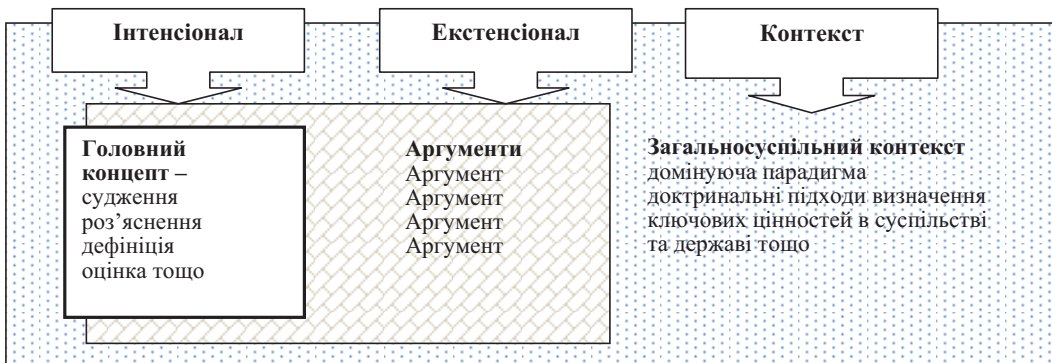 Інтенсіонал
Екстенсіонал
Контекст
Головний
концепт –
судження
роз’яснення
дефініція
оцінка тощо
Аргументи
Аргумент
Аргумент
Аргумент
Аргумент
Загальносуспільний контекст
домінуюча парадигма
доктринальні підходи визначення
ключових цінностей в суспільстві
та державі тощо